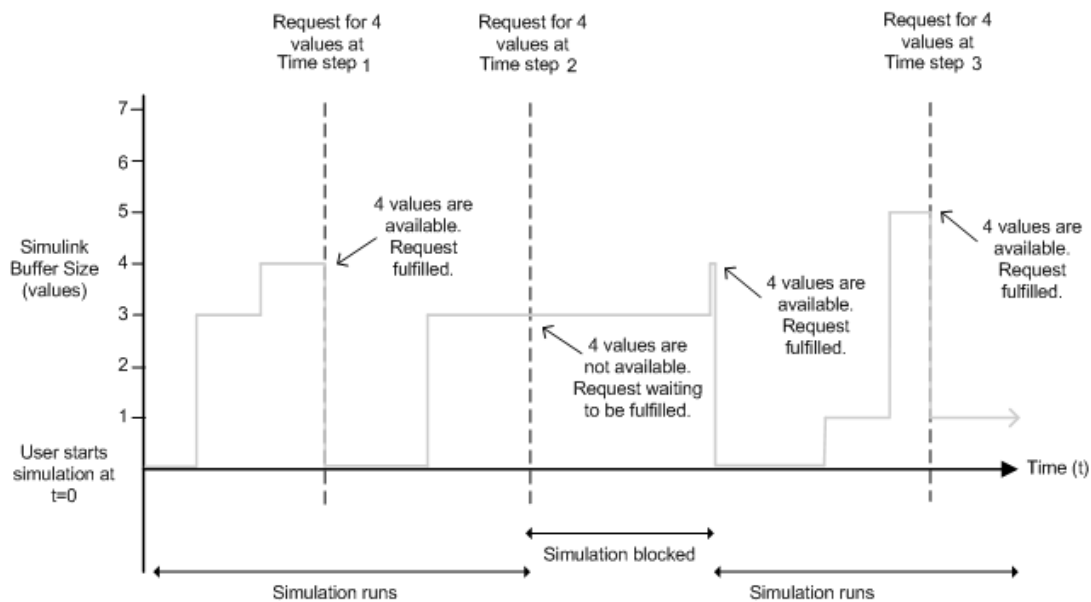 Request for 4
values at
Time step 1
Request for 4
values at
Time step 2
Request for 4
values at
Time step 3
7
6
5
4
3
2
1
Simulink
Buffer Size
(values)
4 values are
available.
Request
fulfilled.
4 values are
not available.
Request waiting
to be fulfilled.
4 values are
available.
Request
fulfilled.
4 values are
available.
Request
fulfilled.
User starts
simulation at
t=0
Time (t)
Simulation blocked
Simulation runs
Simulation runs